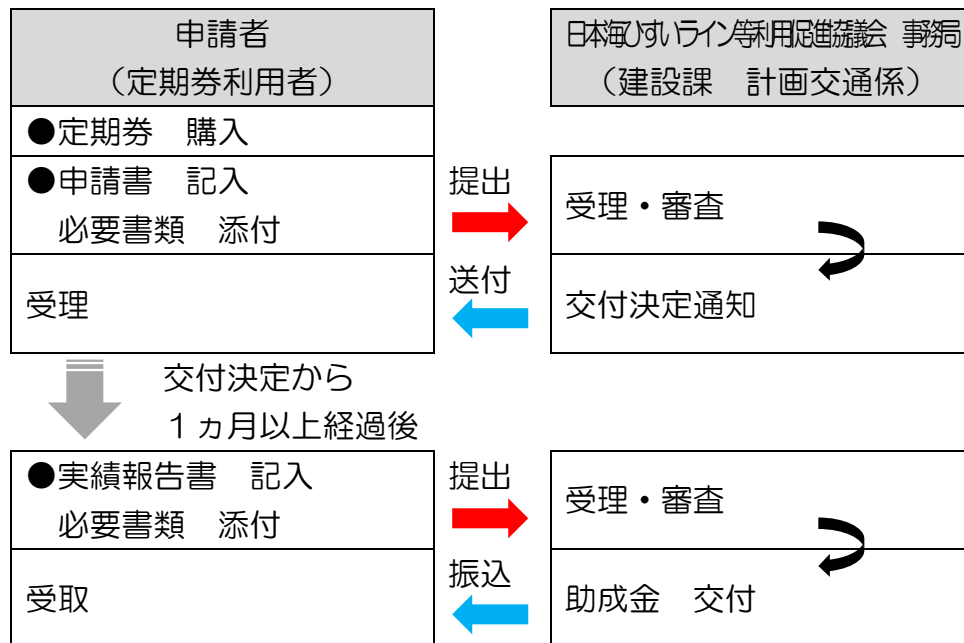 申請者
（定期券利用者）
日本海ひすいライン等利用促進協議会 事務局
（建設課　計画交通係）
●定期券　購入
●申請書　記入
必要書類　添付
提出
受理・審査
受理
送付
交付決定通知
交付決定から
１ヵ月以上経過後
●実績報告書　記入
必要書類　添付
提出
受理・審査
受取
振込
助成金　交付